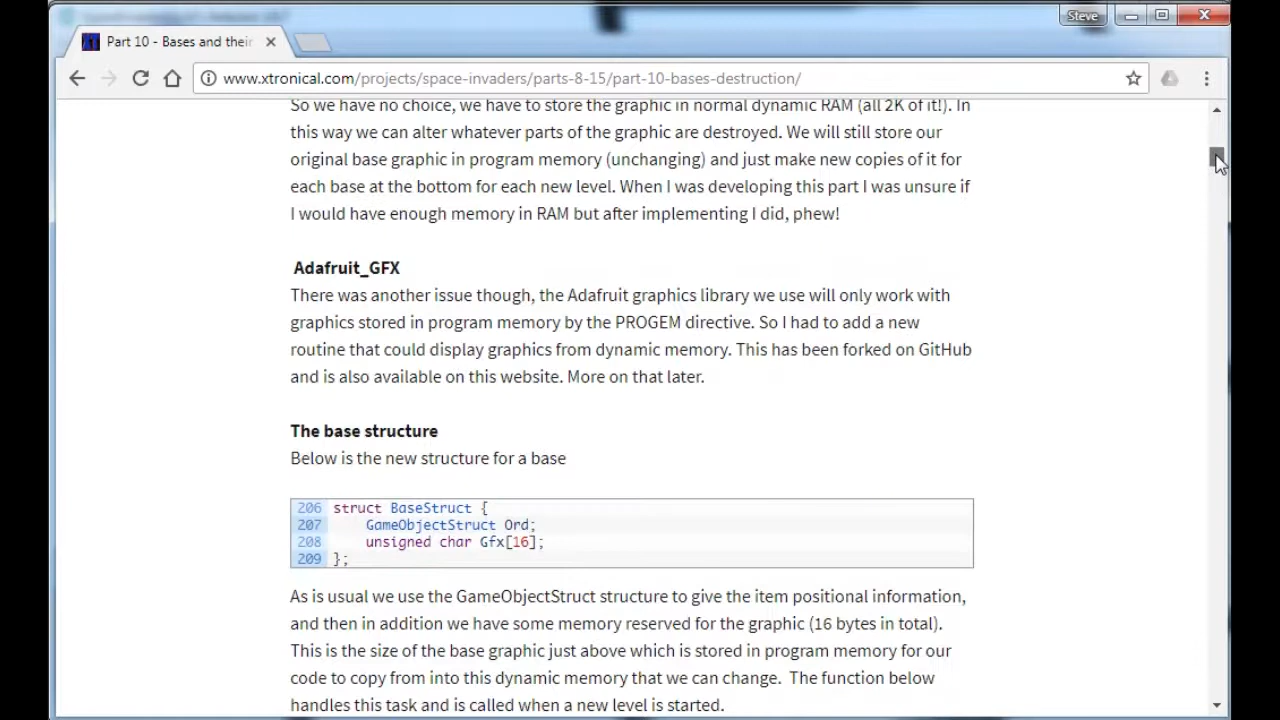 Steve
Part 10 - Bases and their
www.xtronical.com/projects/space-invaders/parts-8-15/part-10-bases-destruction/
So we have no choice, we have to store the graphic in normal dynamic RAM (all 2K of it!). In
this way we can alter whatever parts of the graphic are destroyed. We will still store our
original base graphic in program memory (unchanging) and just make new copies of it for
each base at the bottom for each new level. When I was developing this part I was unsure if
I would have enough memory in RAM but after implementing I did, phew!
Adafruit_GFX
There was another issue though, the Adafruit graphics library we use will only work with
graphics stored in program memory by the PROGEM directive. So I had to add a new
routine that could display graphics from dynamic memory. This has been forked on GitHub
and is also available on this website. More on that later.
The base structure
Below is the new structure for a base
206 struct BaseStruct {
207 GameObjectStruct Ord;
208 unsigned char Gfx[16];
209 };
As is usual we use the GameObjectStruct structure to give the item positional information,
and then in addition we have some memory reserved for the graphic (16 bytes in total).
This is the size of the base graphic just above which is stored in program memory for our
code to copy from into this dynamic memory that we can change. The function below
handles this task and is called when a new level is started.